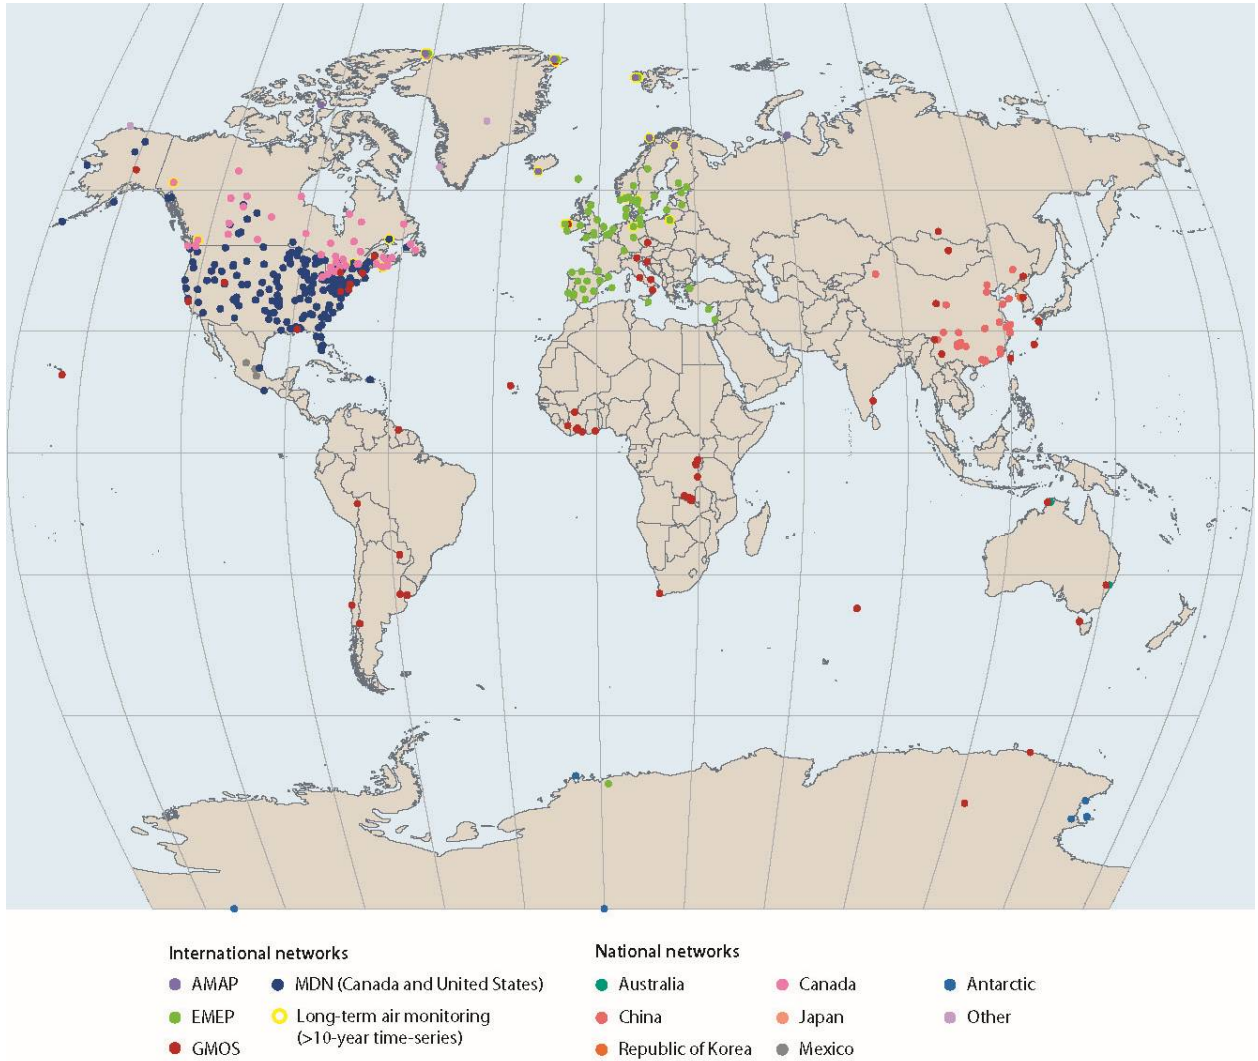 International networks
AMAP
EMEP
GMOS
MDN (Canada and United States)
Long-term air monitoring
(>10-year time-series)
National networks
Australia
China
Republic of Korea
Canada
Japan
Mexico
Antarctic
Other